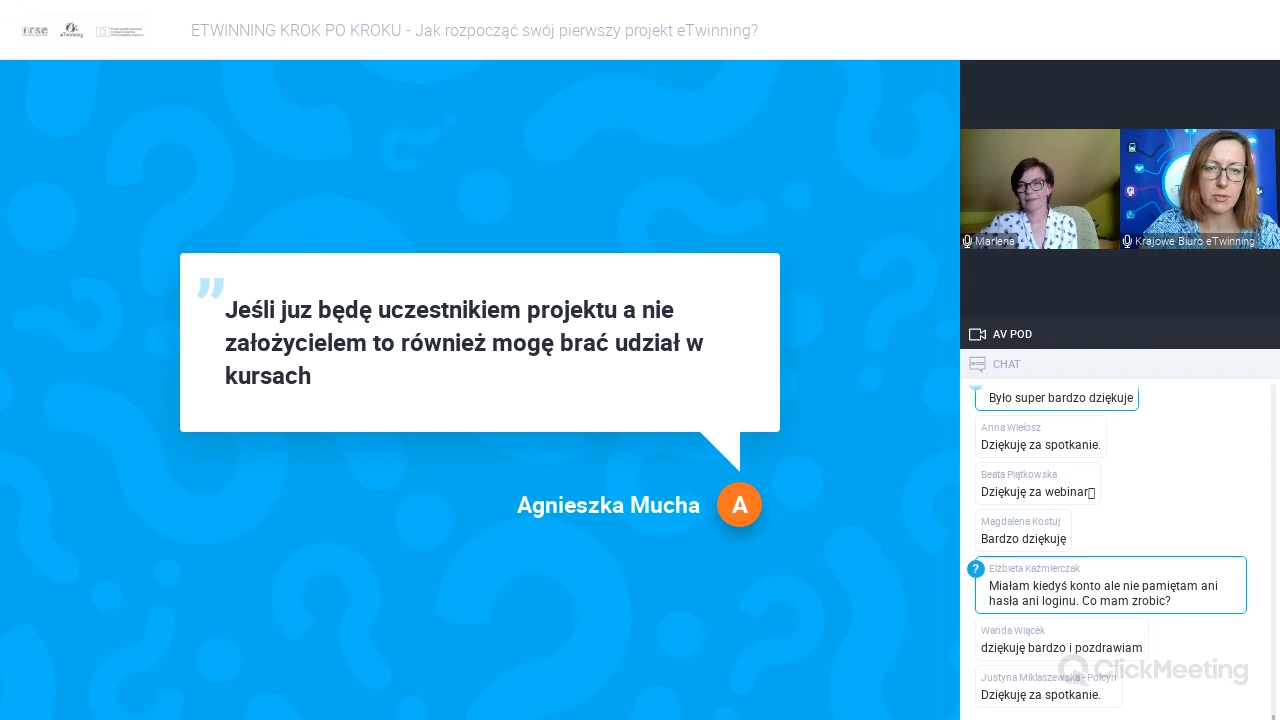 frse
eTwinning
ETWINNING KROK PO KROKU - Jak rozpocząć swój pierwszy projekt eTwinning?
Jeśli juz będę uczestnikiem projektu a nie
założycielem to również mogę brać udział w
kursach
Agnieszka Mucha
A
Marlena
Krajowe Biuro eTwinning
AV POD
CHAT
Było super bardzo dziękuje
Anna Wielosz
Dziękuję za spotkanie.
Beata Piątkowska
Dziękuję za webinar
Magdalena Kostuj
Bardzo dziękuję
?
Elżbieta Kaźmierczak
Miałam kiedyś konto ale nie pamiętam ani
hasła ani loginu. Co mam zrobic?
Wanda Wiącek
dziękuję bardzo i pozdrawiam
ClickMeeting
Justyna Miklaszewska - Polcyn
Dziękuję za spotkanie.